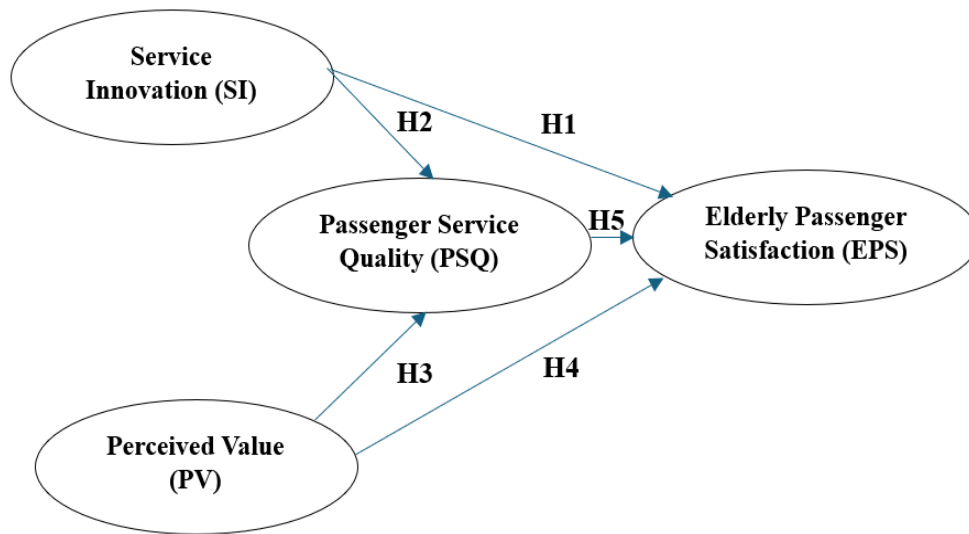 Service
Innovation (SI)
H2
H1
Passenger Service
Quality (PSQ)
H5
Elderly Passenger
Satisfaction (EPS)
H3
H4
Perceived Value
(PV)